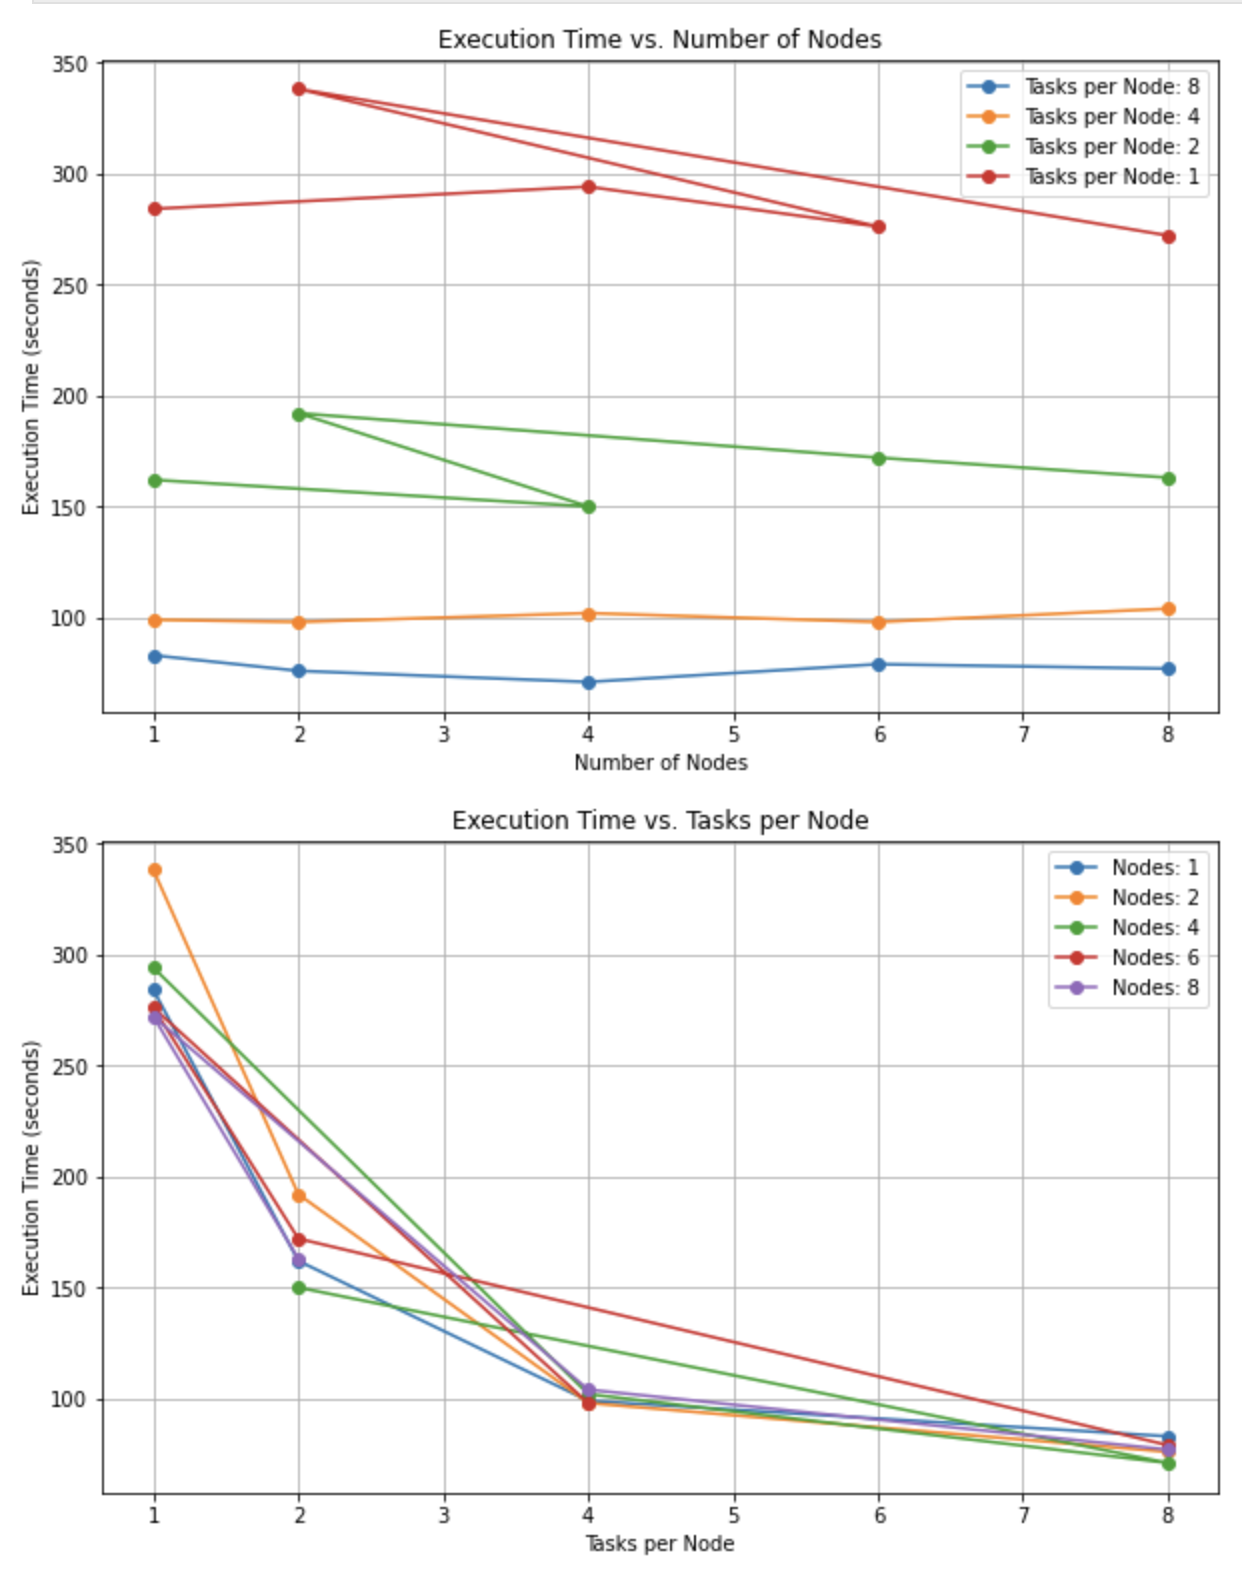 Execution Time vs. Number of Nodes
350
300
250
200
150
100
Execution Time (seconds)
Tasks per Node: 8
Tasks per Node: 4
Tasks per Node: 2
Tasks per Node: 1
1 2 3 4 5 6 7 8
Number of Nodes
Execution Time vs. Tasks per Node
350
300
250
200
150
100
Execution Time (seconds)
Nodes: 1
Nodes: 2
Nodes: 4
Nodes: 6
Nodes: 8
1 2 3 4 5 6 7 8
Tasks per Node